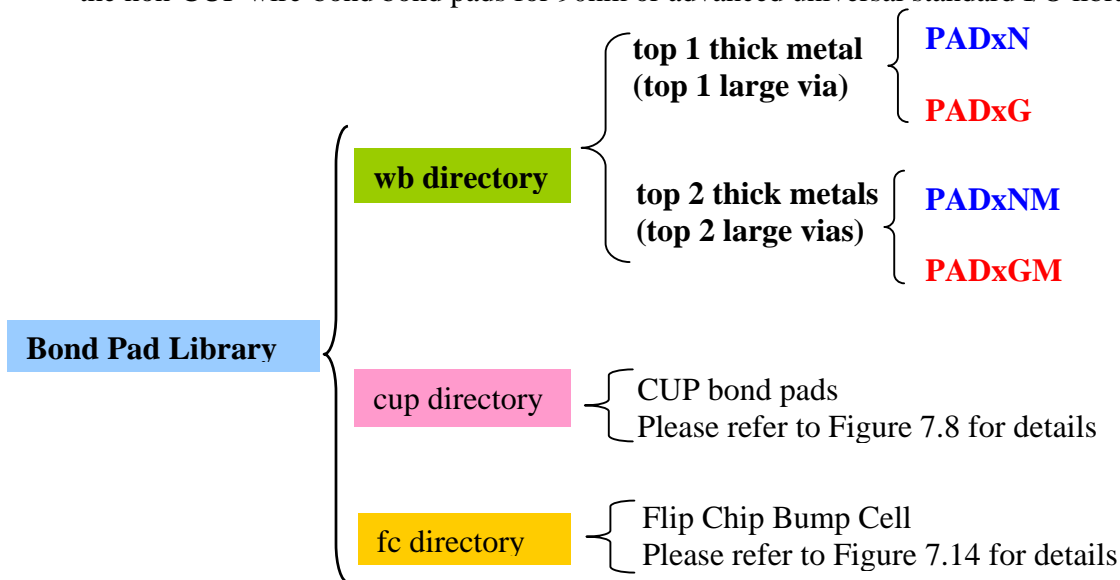 top 1 thick metal
(top 1 large via)
PADxN
PADxG
wb directory
top 2 thick metals
(top 2 large vias)
PADxNM
PADxGM
Bond Pad Library
cup directory
CUP bond pads
Please refer to Figure 7.8 for details
fc directory
Flip Chip Bump Cell
Please refer to Figure 7.14 for details